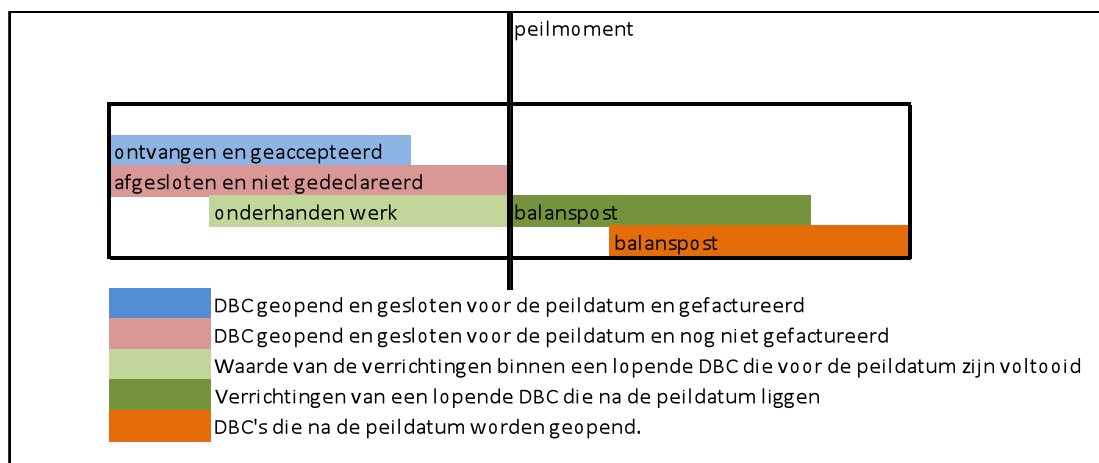 peilmoment
ontvangen en geaccepteerd
afgesloten en niet gedeclareerd
onderhanden werk
balanspost
balanspost
DBC geopend en gesloten voor de peildatum en gefactureerd
DBC geopend en gesloten voor de peildatum en nog niet gefactureerd
Waarde van de verrichtingen binnen een lopende DBC die voor de peildatum zijn voltooid
Verrichtingen van een lopende DBC die na de peildatum liggen
DBC's die na de peildatum worden geopend.